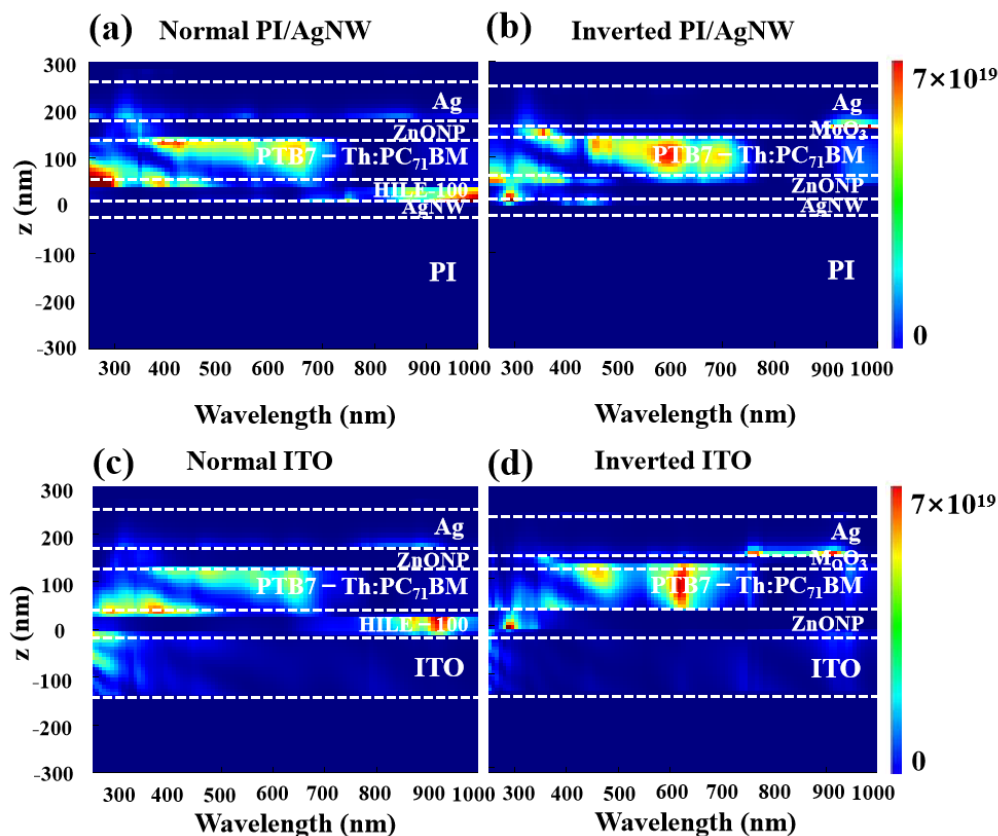 (a) Normal PI/AgNW
(b) Inverted PI/AgNW
300
200
100
0
-100
-200
-300
z (nm)
Ag
ZnONP
PTB7 – Th:PC₇₁BM
HILE-100
AgNW
PI
300 400 500 600 700 800 900 1000
Wavelength (nm)
Ag
MoO₃
PTB7 – Th:PC₇₁BM
ZnONP
AgNW
PI
300 400 500 600 700 800 900 1000
Wavelength (nm)
7×10¹⁹
0
(c) Normal ITO
(d) Inverted ITO
300
200
100
0
-100
-200
-300
z (nm)
Ag
ZnONP
PTB7 – Th:PC₇₁BM
HILE-100
ITO
300 400 500 600 700 800 900 1000
Wavelength (nm)
Ag
MoO₃
PTB7 – Th:PC₇₁BM
ZnONP
ITO
300 400 500 600 700 800 900 1000
Wavelength (nm)
7×10¹⁹
0